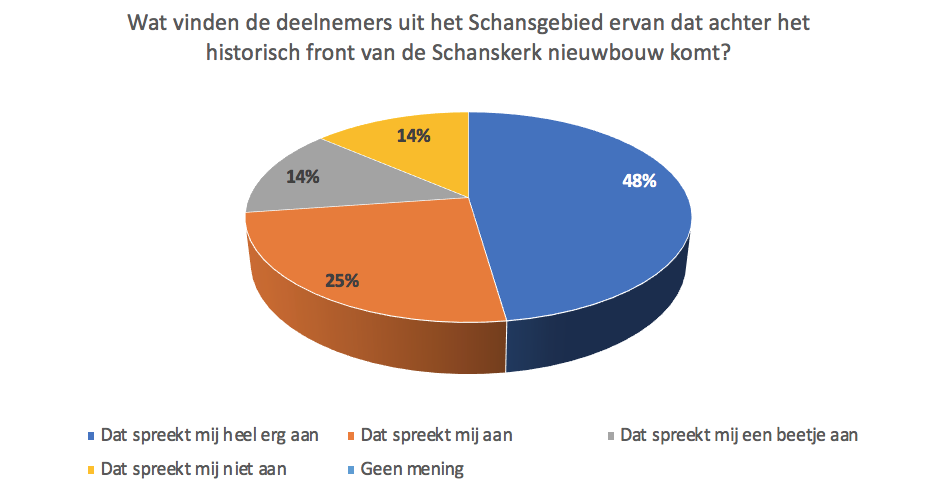 Wat vinden de deelnemers uit het Schansgebied ervan dat achter het
historisch front van de Schanskerk nieuwbouw komt?
14%
48%
14%
25%
Dat spreekt mij heel erg aan
Dat spreekt mij aan
Dat spreekt mij een beetje aan
Dat spreekt mij niet aan
Geen mening